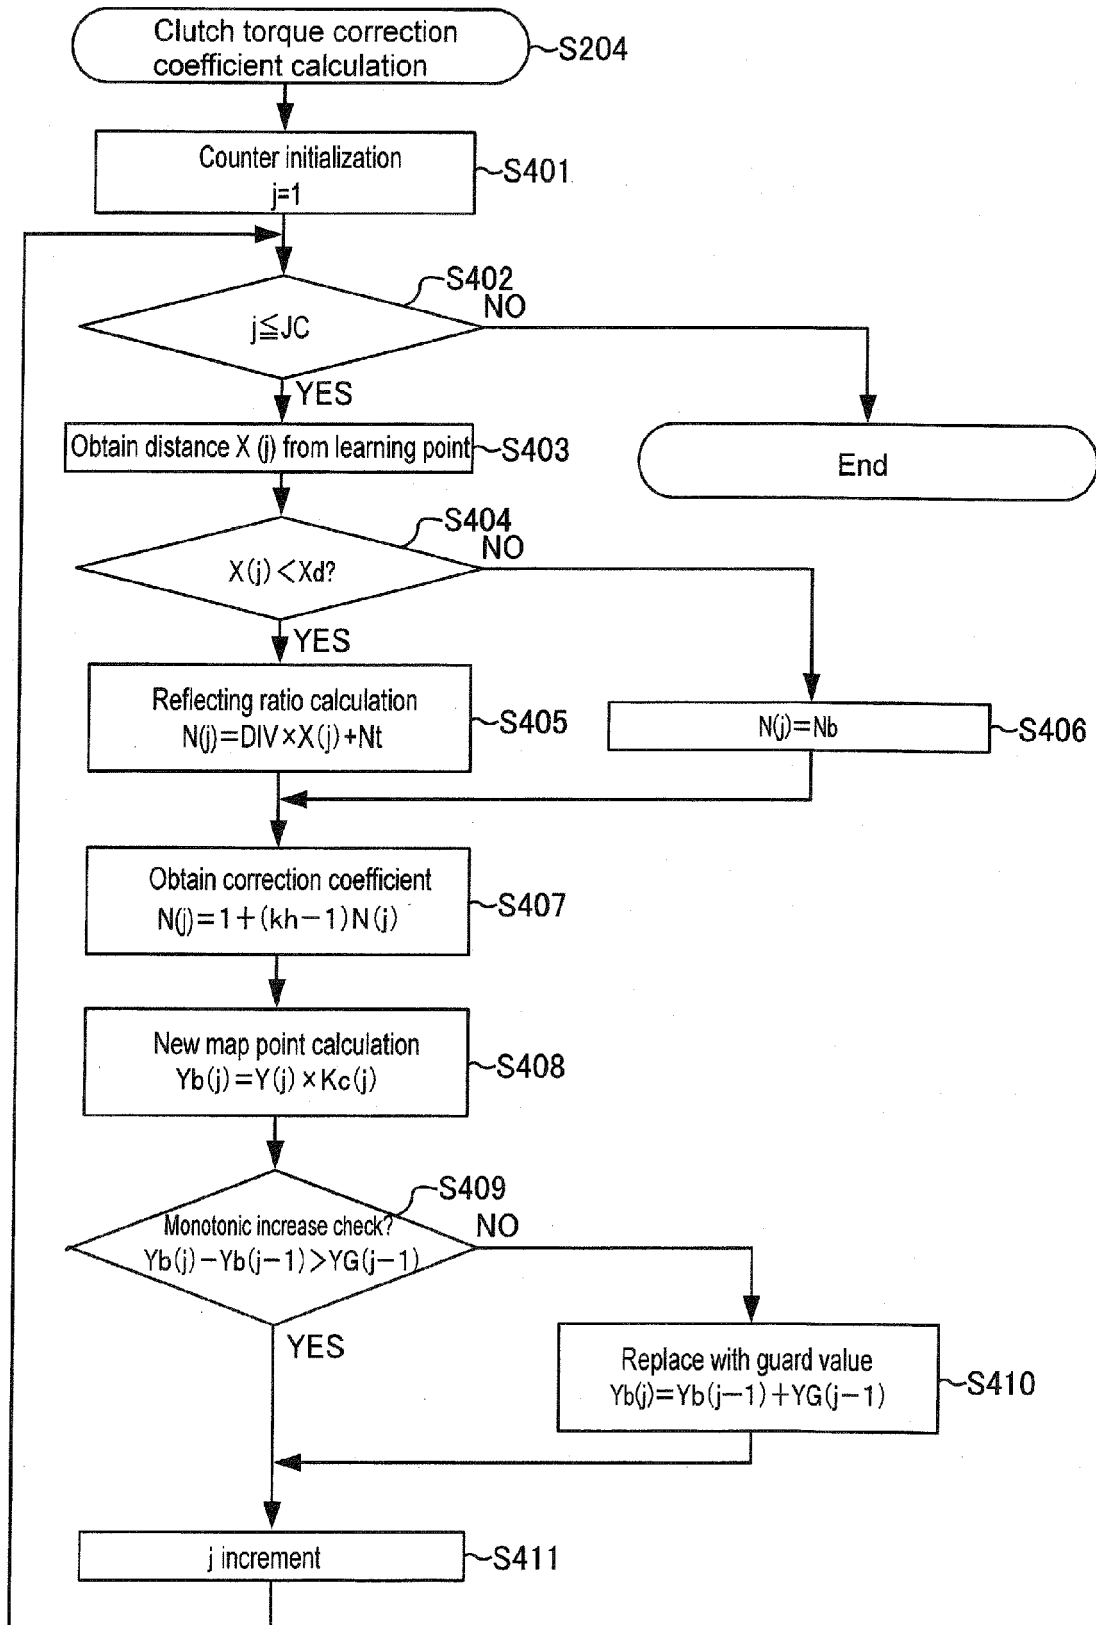 Clutch torque correction
coefficient calculation
S204
Counter initialization
j=1
S401
S402
j≦JC
NO
YES
Obtain distance X (j) from learning point
S403
End
S404
X(j)<Xd?
NO
YES
Reflecting ratio calculation
N(j)=DIV×X(j)+Nt
S405
N(j)=Nb
S406
Obtain correction coefficient
N(j)=1+(kh-1)N(j)
S407
New map point calculation
Yb(j)=Y(j)×Kc(j)
S408
S409
Monotonic increase check?
Yb(j)-Yb(j-1)>YG(j-1)
NO
YES
Replace with guard value
Yb(j)=Yb(j-1)+YG(j-1)
S410
j increment
S411